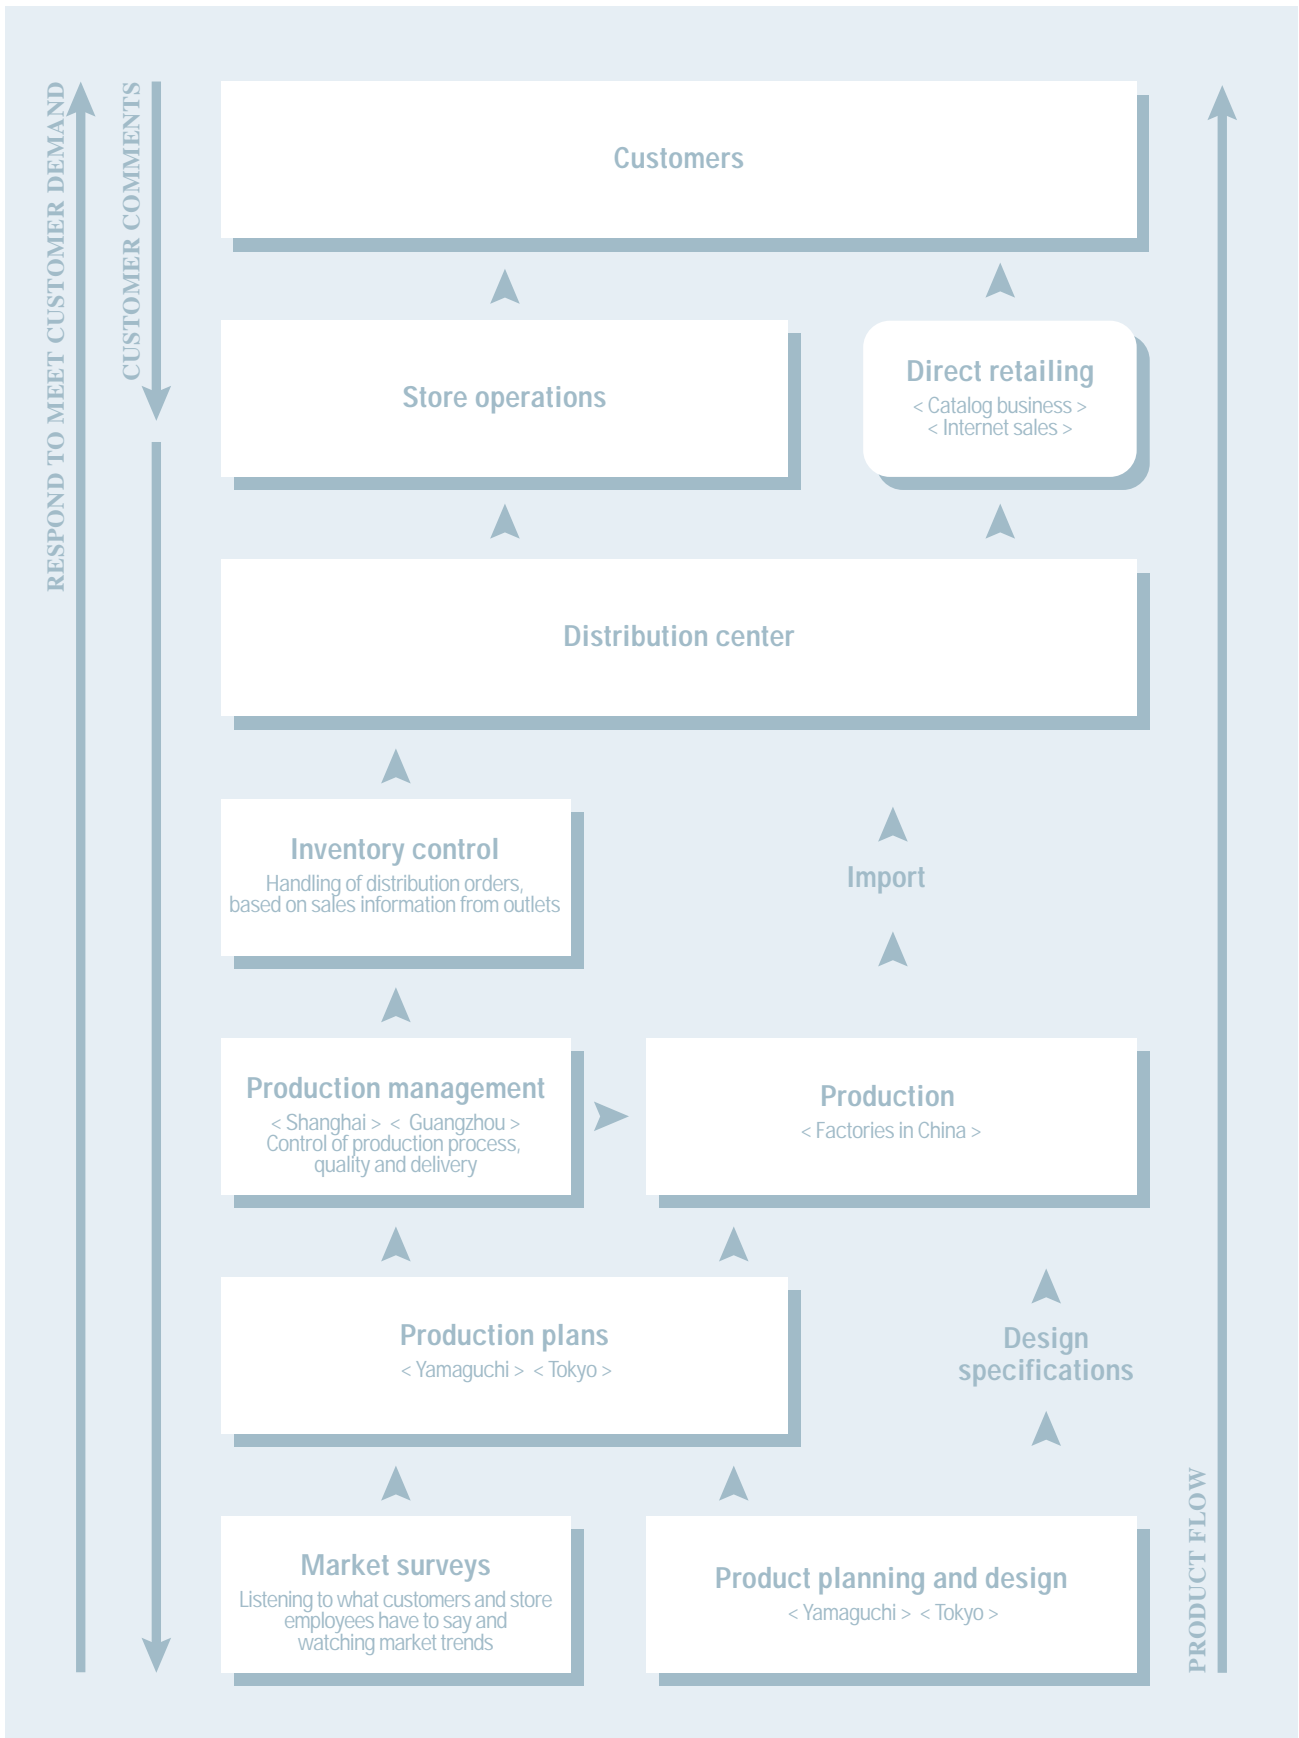 RESPOND TO MEET CUSTOMER DEMAND
CUSTOMER COMMENTS
Customers
Store operations
Direct retailing
< Catalog business >
< Internet sales >
Distribution center
Inventory control
Handling of distribution orders,
based on sales information from outlets
Import
Production management
< Shanghai > < Guangzhou >
Control of production process,
quality and delivery
Production
< Factories in China >
Production plans
< Yamaguchi > < Tokyo >
Design
specifications
Market surveys
Listening to what customers and store
employees have to say and
watching market trends
Product planning and design
< Yamaguchi > < Tokyo >
PRODUCT FLOW